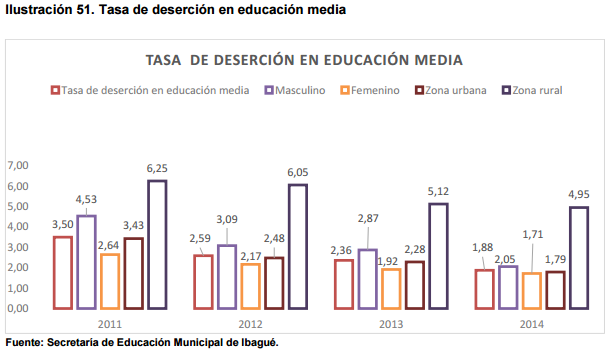 Ilustración 51. Tasa de deserción en educación media
TASA DE DESERCIÓN EN EDUCACIÓN MEDIA
Tasa de deserción en educación media Masculino Femenino Zona urbana Zona rural
7,00
6,00
5,00
4,00
3,00
2,00
1,00
0,00
3,50 4,53 2,64 3,43 6,25
2,59 3,09 2,17 2,48 6,05
2,36 2,87 1,92 2,28 5,12
1,88 2,05 1,71 1,79 4,95
2011 2012 2013 2014
Fuente: Secretaría de Educación Municipal de Ibagué.